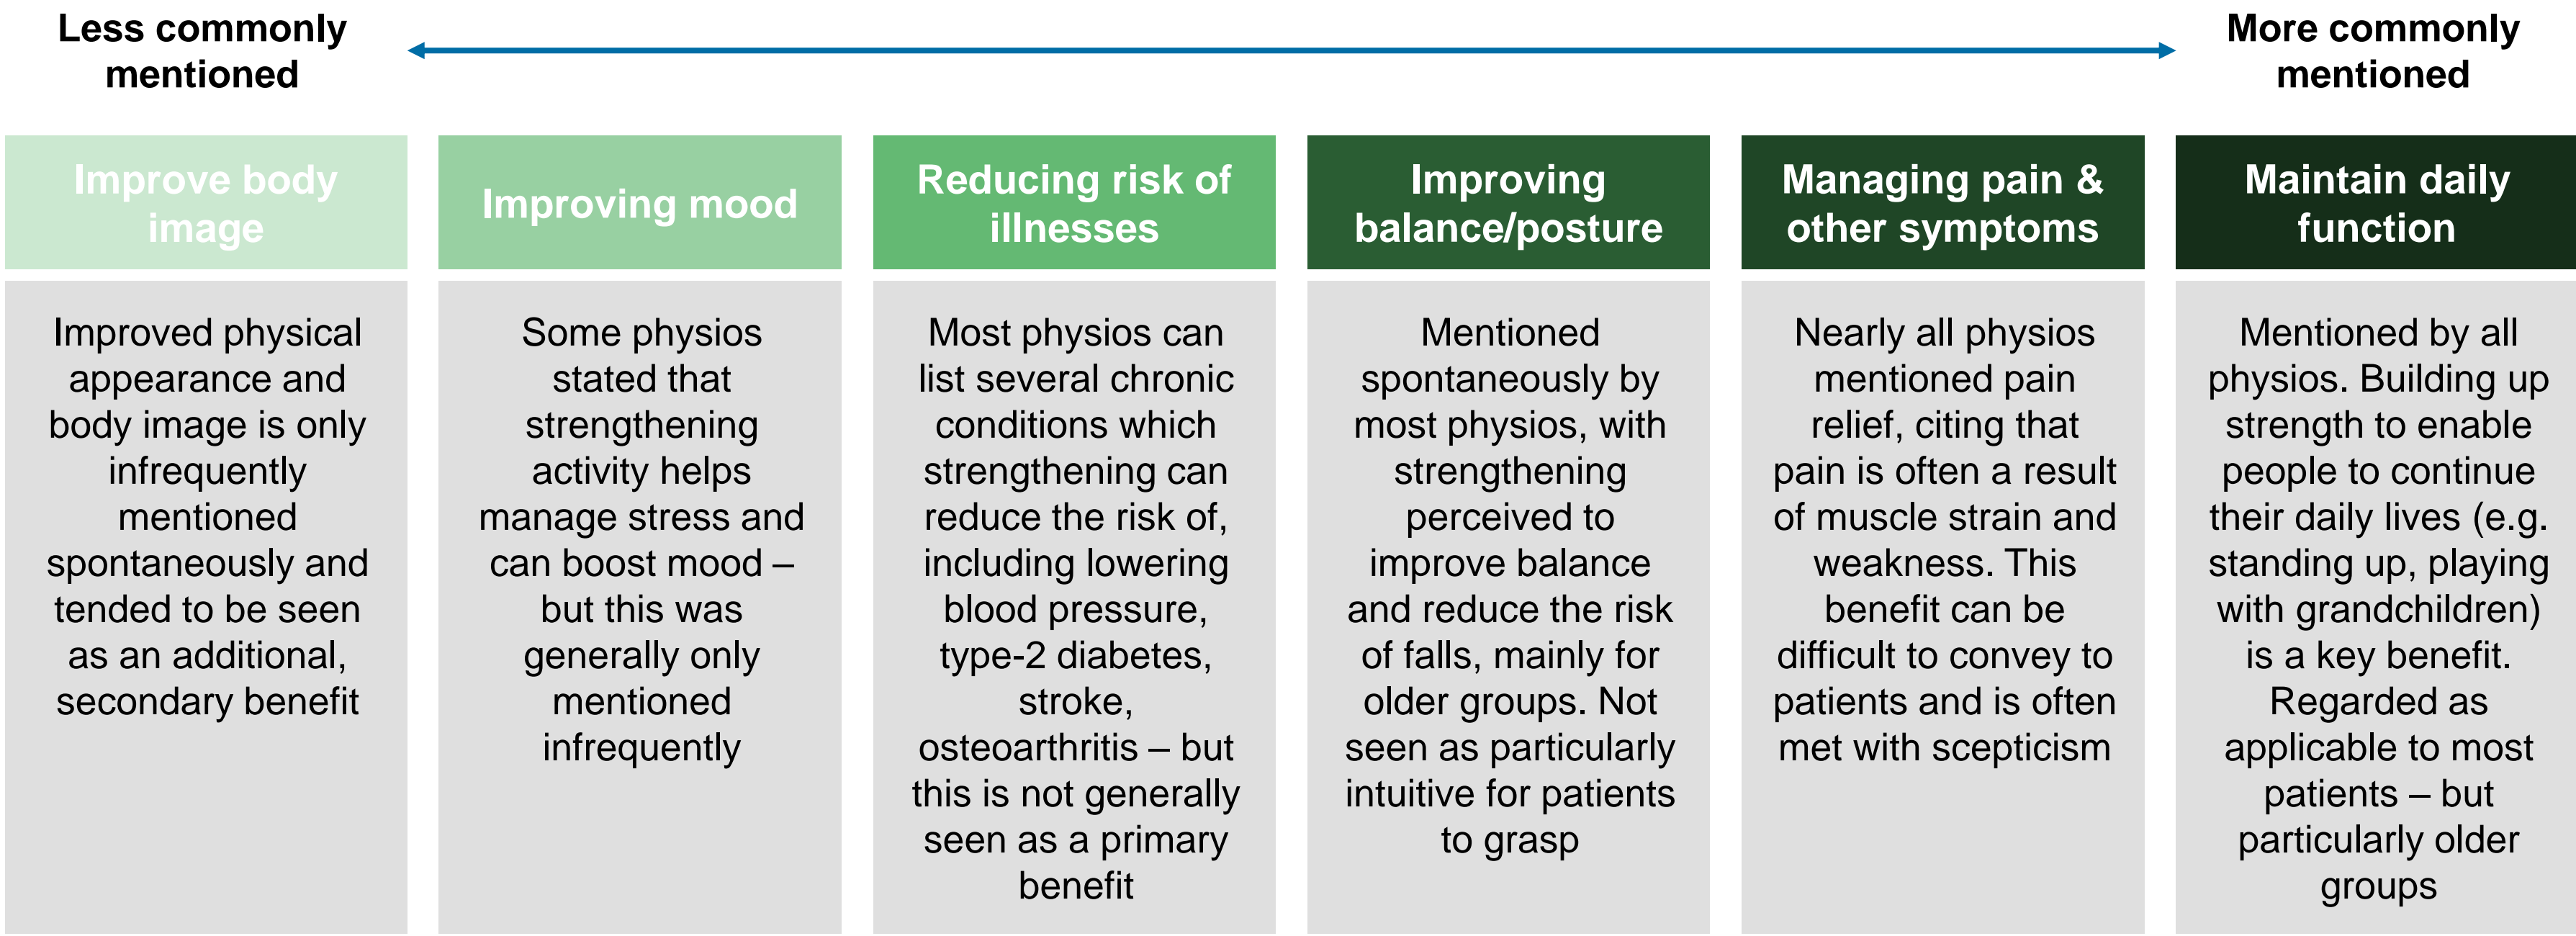 Less commonly
mentioned
More commonly
mentioned
Improve body
image
Improved physical
appearance and
body image is only
infrequently
mentioned
spontaneously and
tended to be seen
as an additional,
secondary benefit
Improving mood
Some physios
stated that
strengthening
activity helps
manage stress and
can boost mood –
but this was
generally only
mentioned
infrequently
Reducing risk of
illnesses
Most physios can
list several chronic
conditions which
strengthening can
reduce the risk of,
including lowering
blood pressure,
type-2 diabetes,
stroke,
osteoarthritis – but
this is not generally
seen as a primary
benefit
Improving
balance/posture
Mentioned
spontaneously by
most physios, with
strengthening
perceived to
improve balance
and reduce the risk
of falls, mainly for
older groups. Not
seen as particularly
intuitive for patients
to grasp
Managing pain &
other symptoms
Nearly all physios
mentioned pain
relief, citing that
pain is often a result
of muscle strain and
weakness. This
benefit can be
difficult to convey to
patients and is often
met with scepticism
Maintain daily
function
Mentioned by all
physios. Building up
strength to enable
people to continue
their daily lives (e.g.
standing up, playing
with grandchildren)
is a key benefit.
Regarded as
applicable to most
patients – but
particularly older
groups